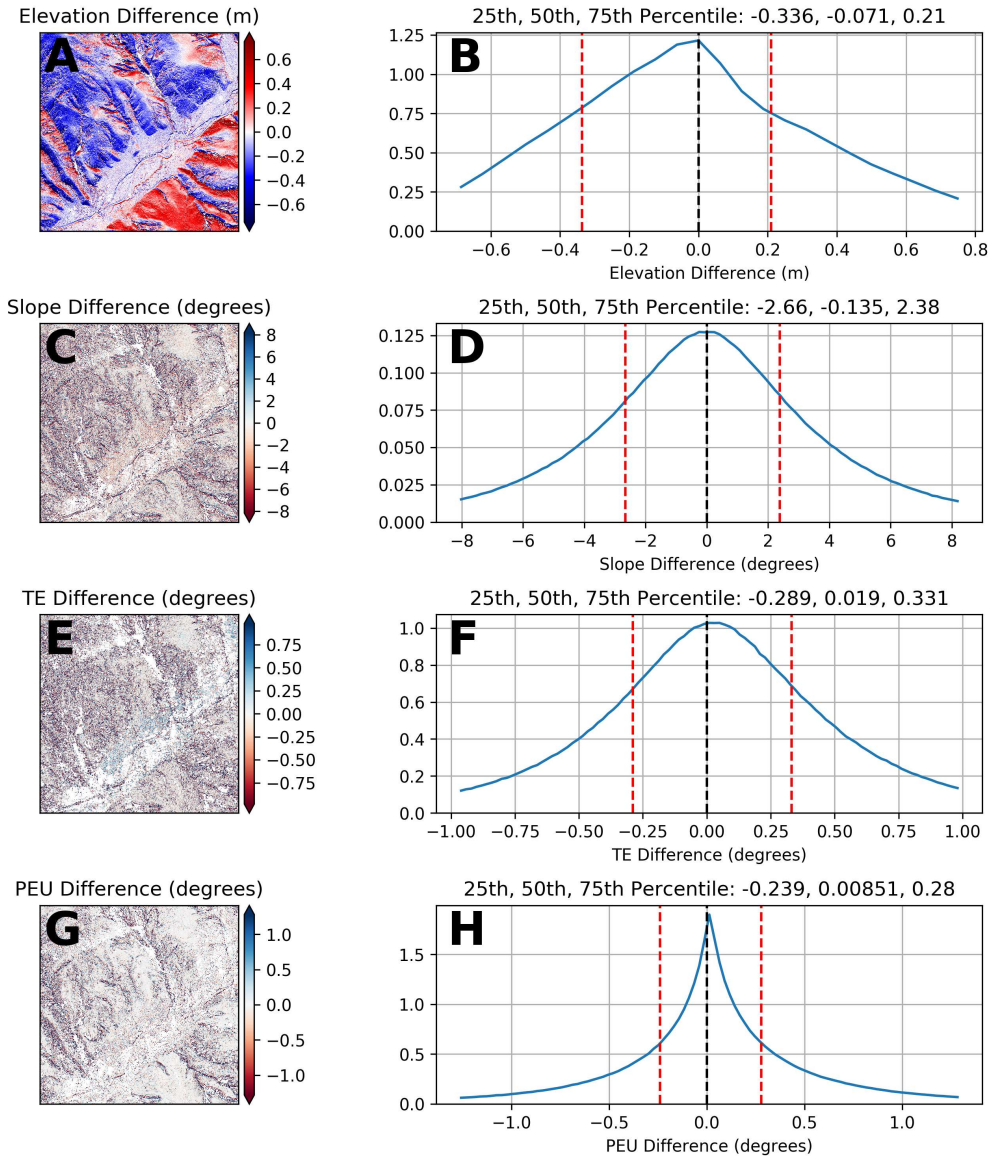 Elevation Difference (m)
A
0.6
0.4
0.2
0.0
−0.2
−0.4
−0.6
25th, 50th, 75th Percentile: -0.336, -0.071, 0.21
B
1.25
1.00
0.75
0.50
0.25
0.00
−0.6 −0.4 −0.2 0.0 0.2 0.4 0.6 0.8
Elevation Difference (m)
Slope Difference (degrees)
C
8
6
4
2
0
−2
−4
−6
−8
25th, 50th, 75th Percentile: -2.66, -0.135, 2.38
D
0.125
0.100
0.075
0.050
0.025
0.000
−8 −6 −4 −2 0 2 4 6 8
Slope Difference (degrees)
TE Difference (degrees)
E
0.75
0.50
0.25
0.00
−0.25
−0.50
−0.75
25th, 50th, 75th Percentile: -0.289, 0.019, 0.331
F
1.0
0.8
0.6
0.4
0.2
0.0
−1.00 −0.75 −0.50 −0.25 0.00 0.25 0.50 0.75 1.00
TE Difference (degrees)
PEU Difference (degrees)
G
1.0
0.5
0.0
−0.5
−1.0
25th, 50th, 75th Percentile: -0.239, 0.00851, 0.28
H
1.5
1.0
0.5
0.0
−1.0 −0.5 0.0 0.5 1.0
PEU Difference (degrees)